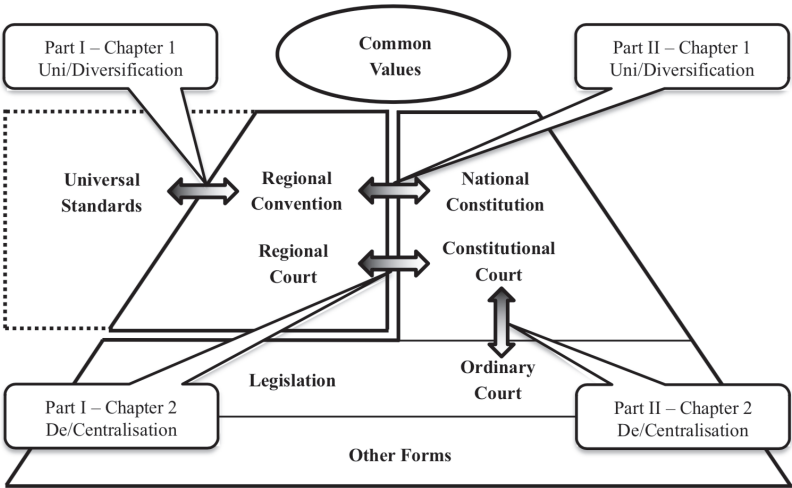 Part I – Chapter 1
Uni/Diversification
Common
Values
Part II – Chapter 1
Uni/Diversification
Universal
Standards
Regional
Convention
National
Constitution
Regional
Court
Constitutional
Court
Legislation
Ordinary
Court
Part I – Chapter 2
De/Centralisation
Part II – Chapter 2
De/Centralisation
Other Forms